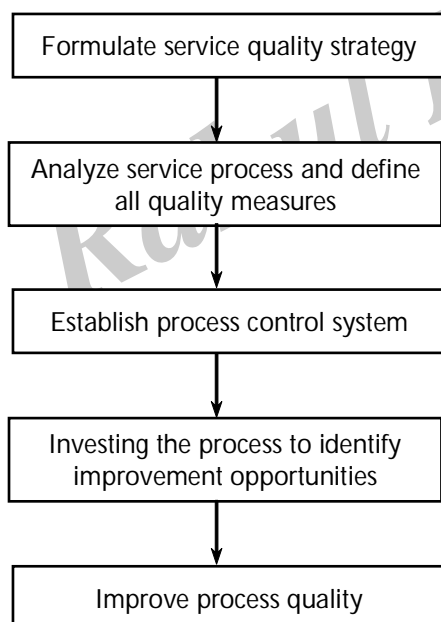 Formulate service quality strategy
Analyze service process and define
all quality measures
Establish process control system
Investing the process to identify
improvement opportunities
Improve process quality